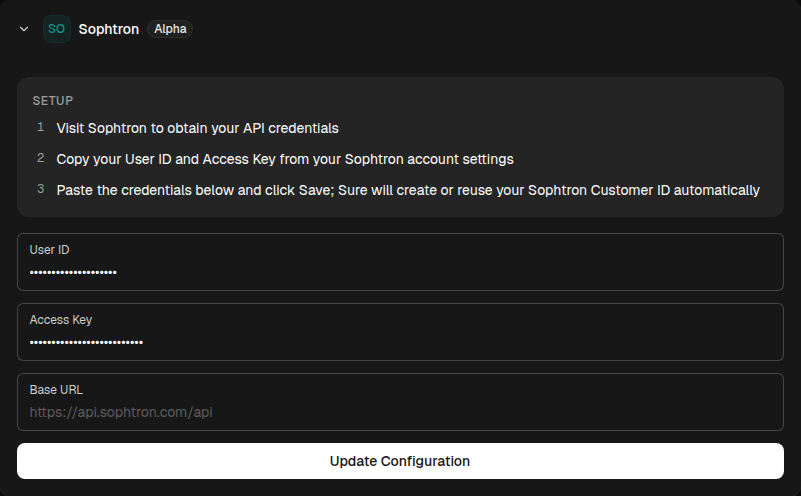 SO Sophtron Alpha
SETUP
1 Visit Sophtron to obtain your API credentials
2 Copy your User ID and Access Key from your Sophtron account settings
3 Paste the credentials below and click Save; Sure will create or reuse your Sophtron Customer ID automatically
User ID
••••••••••••••••••••
Access Key
••••••••••••••••••••••••••
Base URL
https://api.sophtron.com/api
Update Configuration